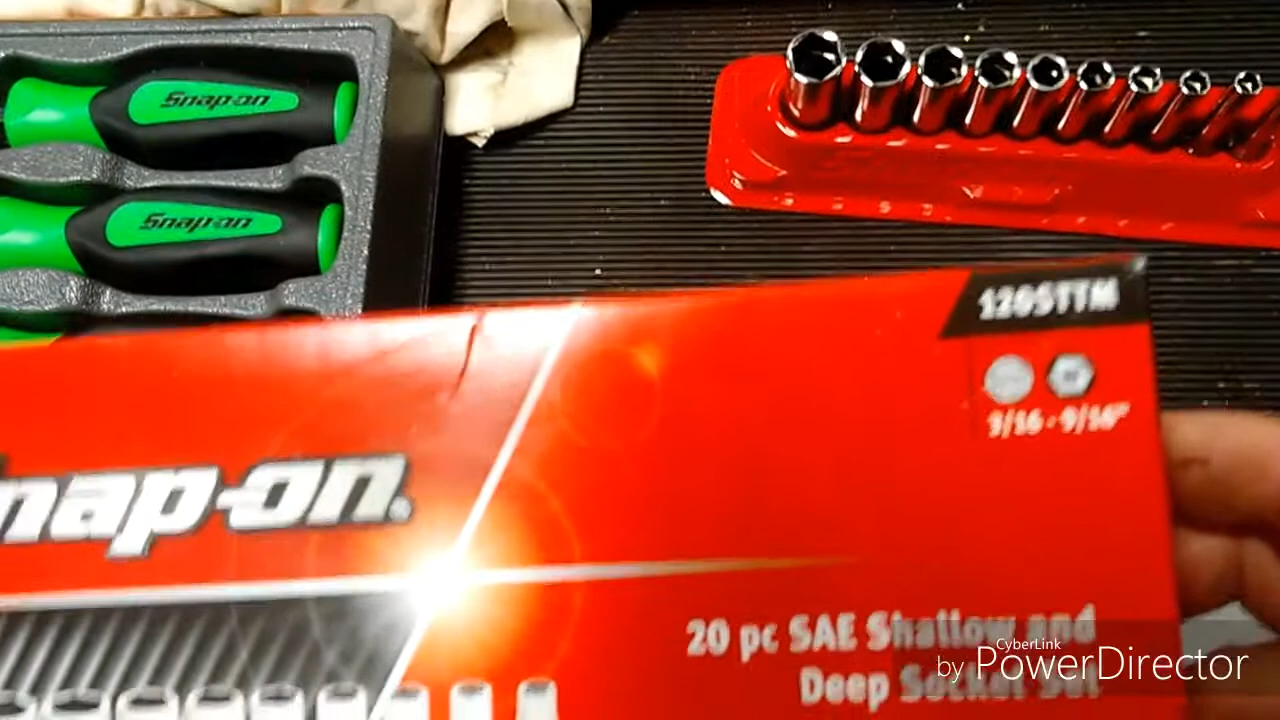 Snap-on
Snap-on
120STTM
3/16 - 9/16"
nap-on®
20 pc SAE Shallow and
Deep Socket Set
CyberLink
by PowerDirector